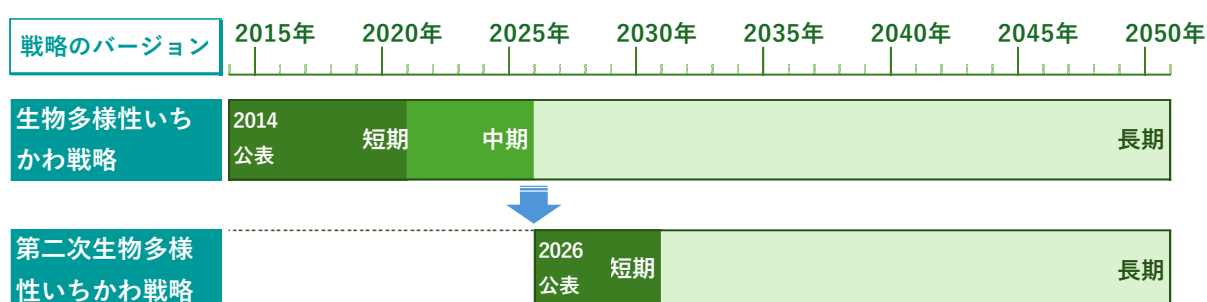 戦略のバージョン
2015年 2020年 2025年 2030年 2035年 2040年 2045年 2050年
生物多様性いち
かわ戦略
2014
公表
短期
中期
長期
第二次生物多様
性いちかわ戦略
2026
公表
短期
長期